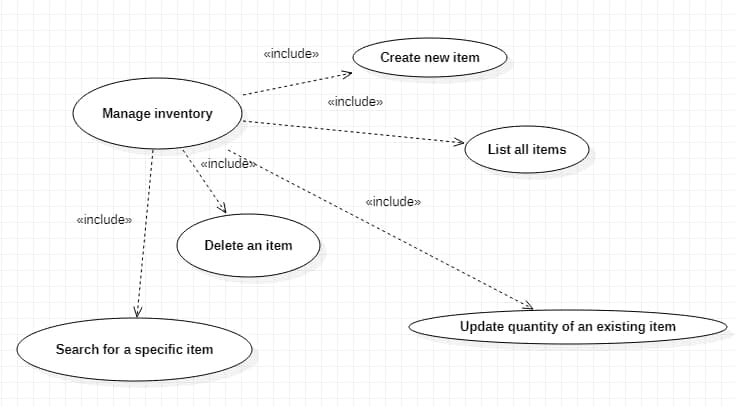 «include»
Create new item
«include»
Manage inventory
List all items
«include»
«include»
«include»
Delete an item
Update quantity of an existing item
Search for a specific item